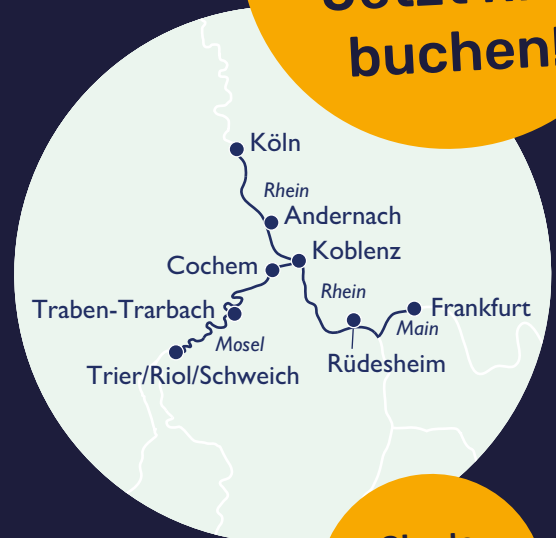 buchen!
Köln
Rhein
Andernach
Koblenz
Cochem
Rhein
Traben-Trarbach
Frankfurt
Main
Mosel
Rüdesheim
Trier/Riol/Schweich